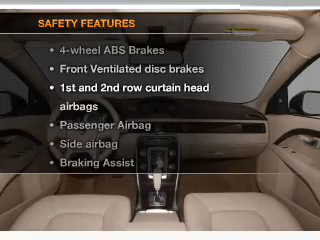 SAFETY FEATURES
• 4-wheel ABS Brakes
• Front Ventilated disc brakes
• 1st and 2nd row curtain head
airbags
• Passenger Airbag
• Side airbag
• Braking Assist